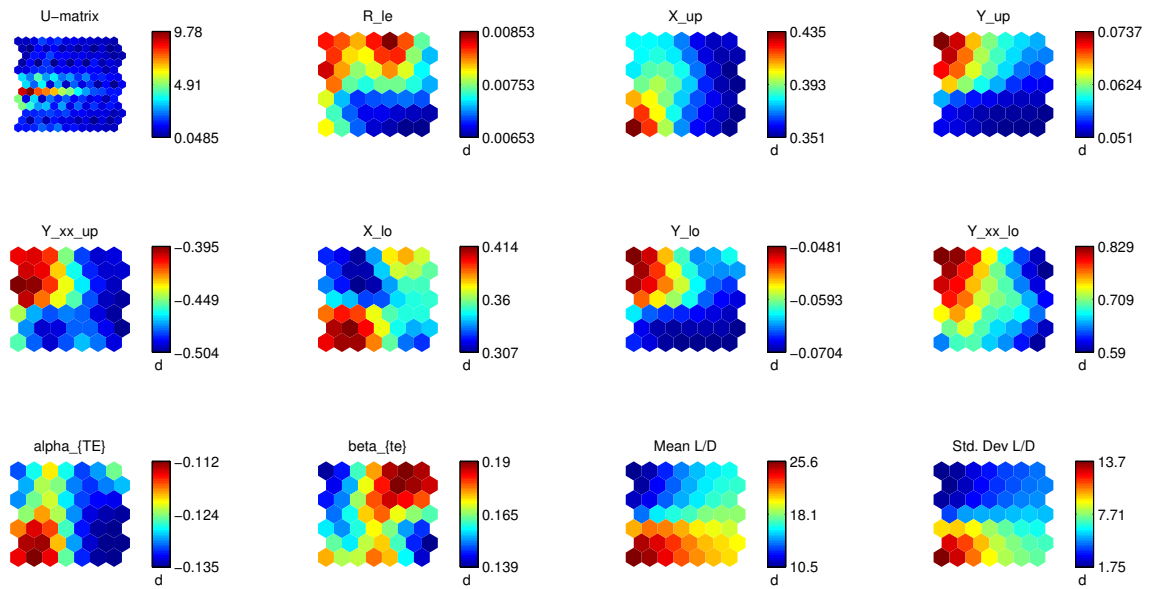 U-matrix
9.78
4.91
0.0485
R_le
0.00853
0.00753
0.00653
d
X_up
0.435
0.393
0.351
d
Y_up
0.0737
0.0624
0.051
d
Y_xx_up
-0.395
-0.449
-0.504
d
X_lo
0.414
0.36
0.307
d
Y_lo
-0.0481
-0.0593
-0.0704
d
Y_xx_lo
0.829
0.709
0.59
d
alpha_{TE}
-0.112
-0.124
-0.135
d
beta_{te}
0.19
0.165
0.139
d
Mean L/D
25.6
18.1
10.5
d
Std. Dev L/D
13.7
7.71
1.75
d